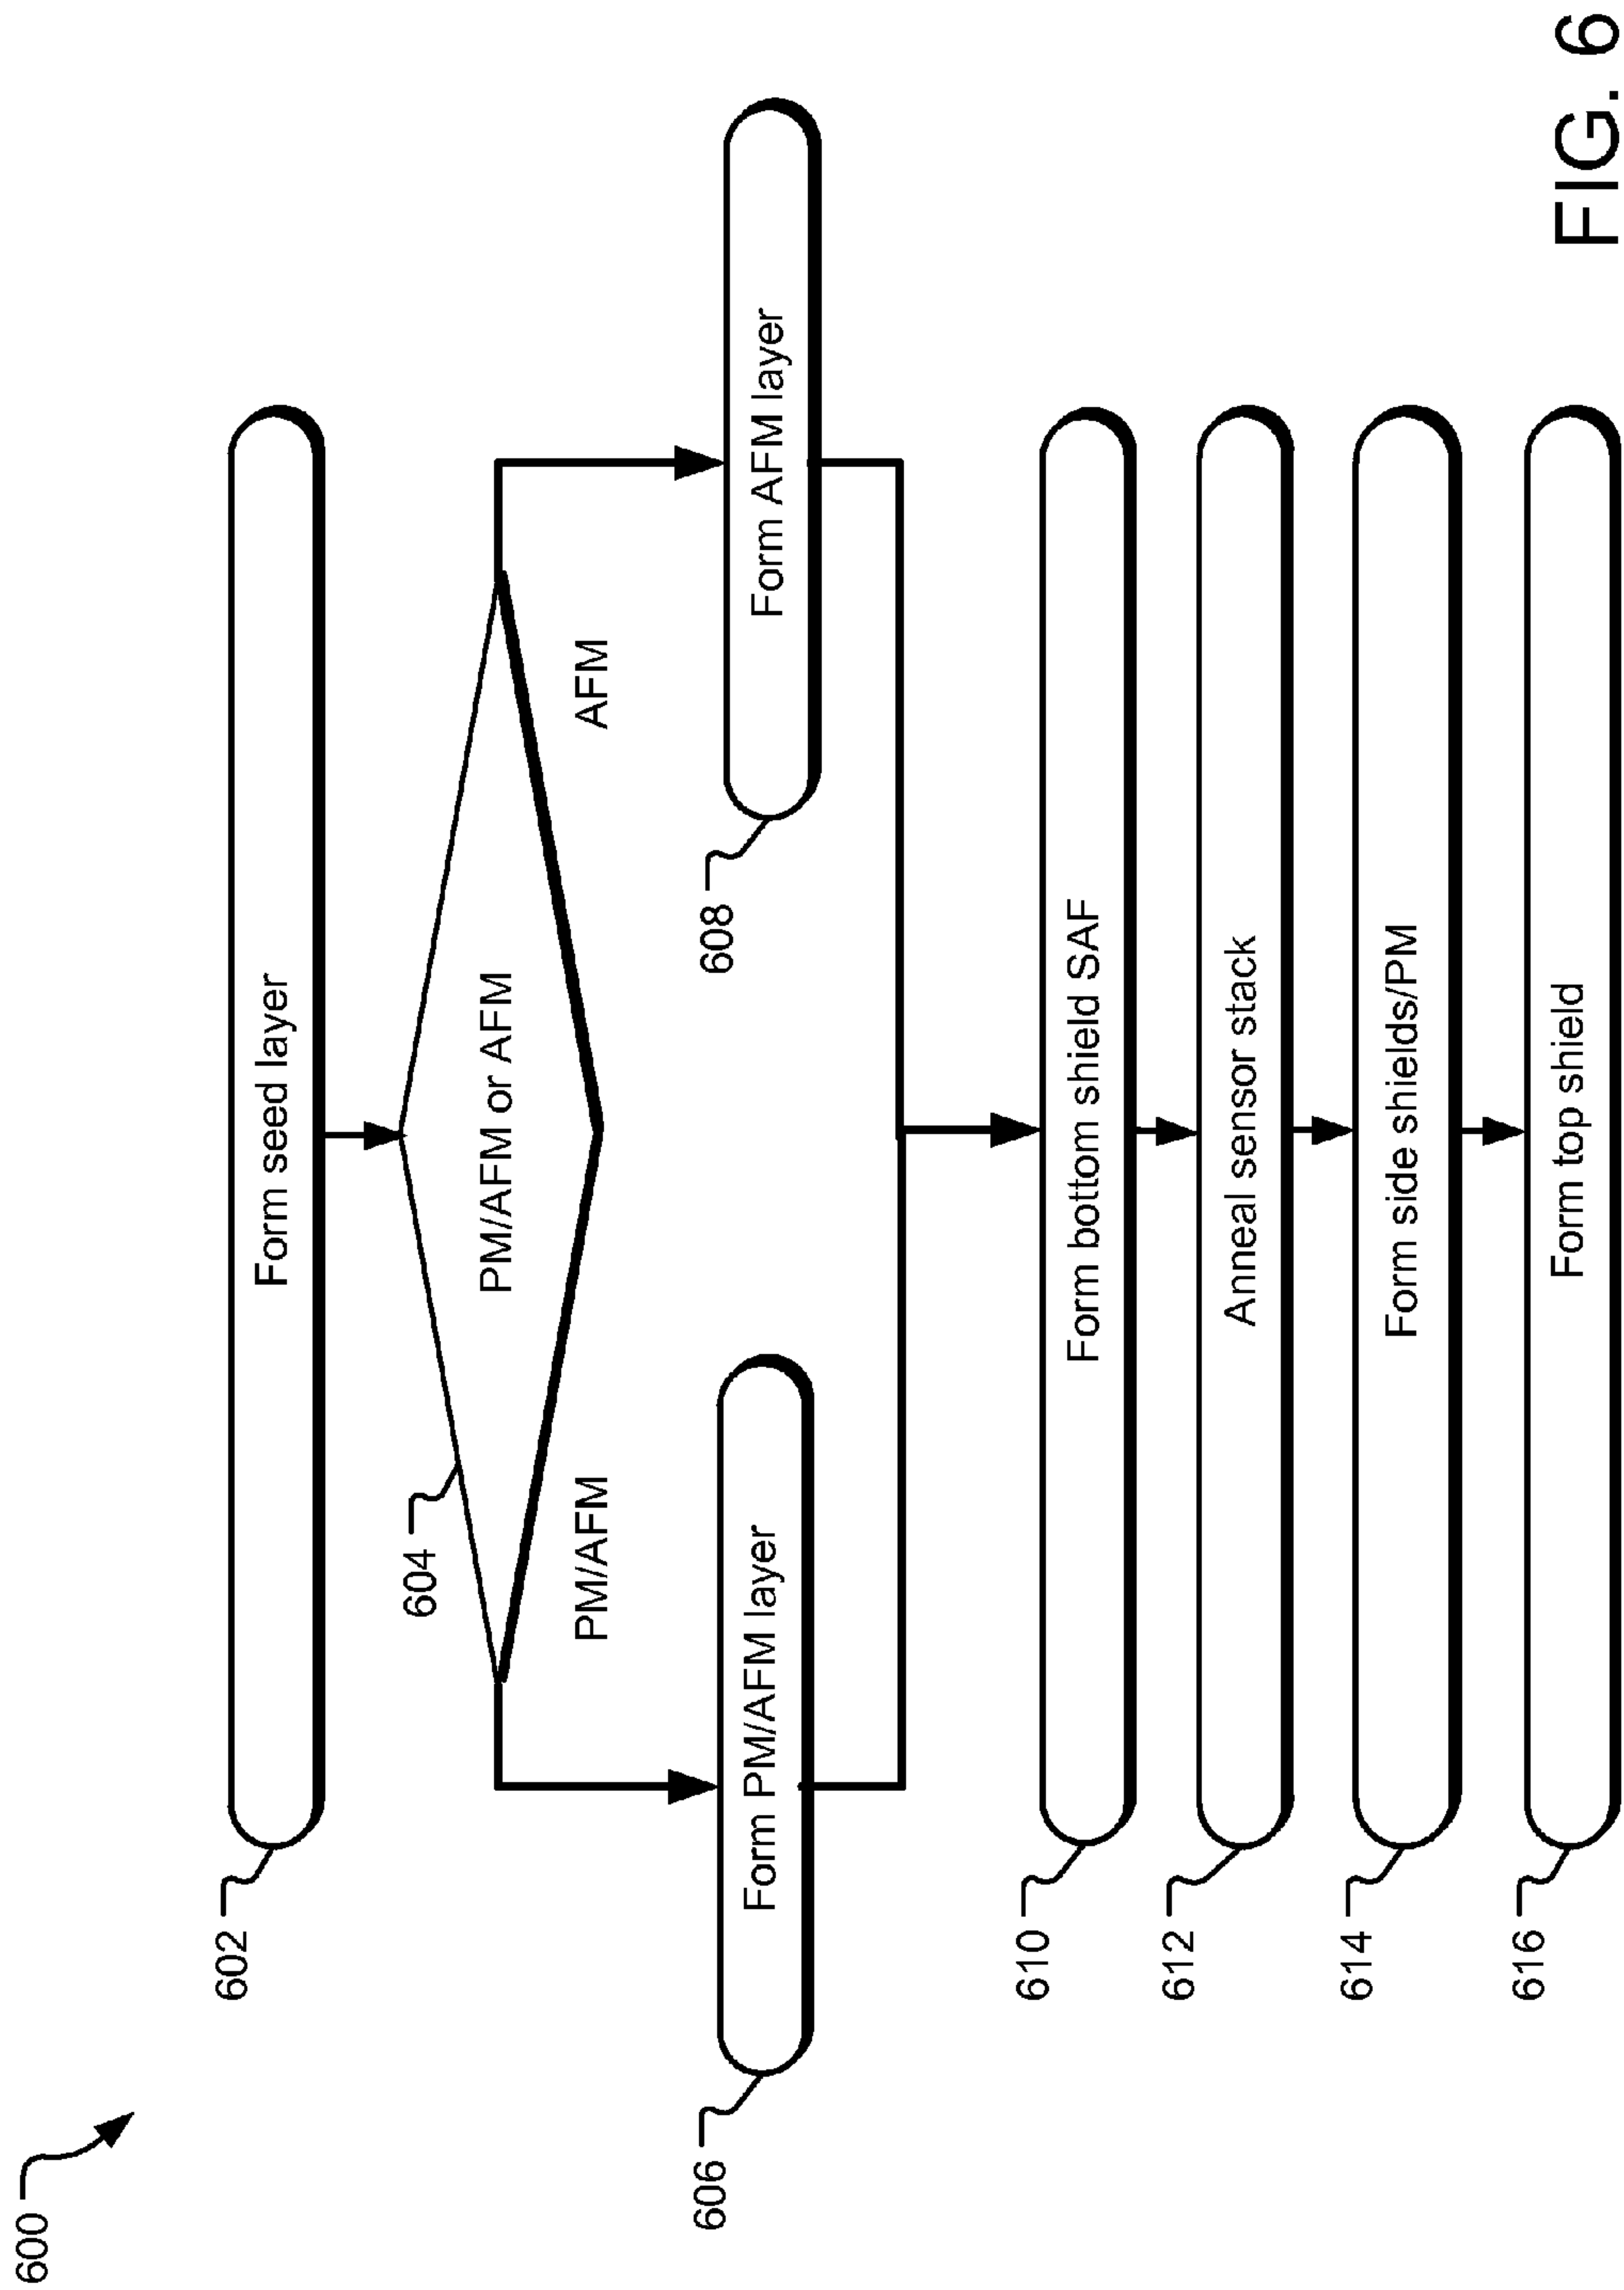 600
602
Form seed layer
604
PM/AFM or AFM
PM/AFM
AFM
606
Form PM/AFM layer
608
Form AFM layer
610
Form bottom shield SAF
612
Anneal sensor stack
614
Form side shields/PM
616
Form top shield
FIG. 6